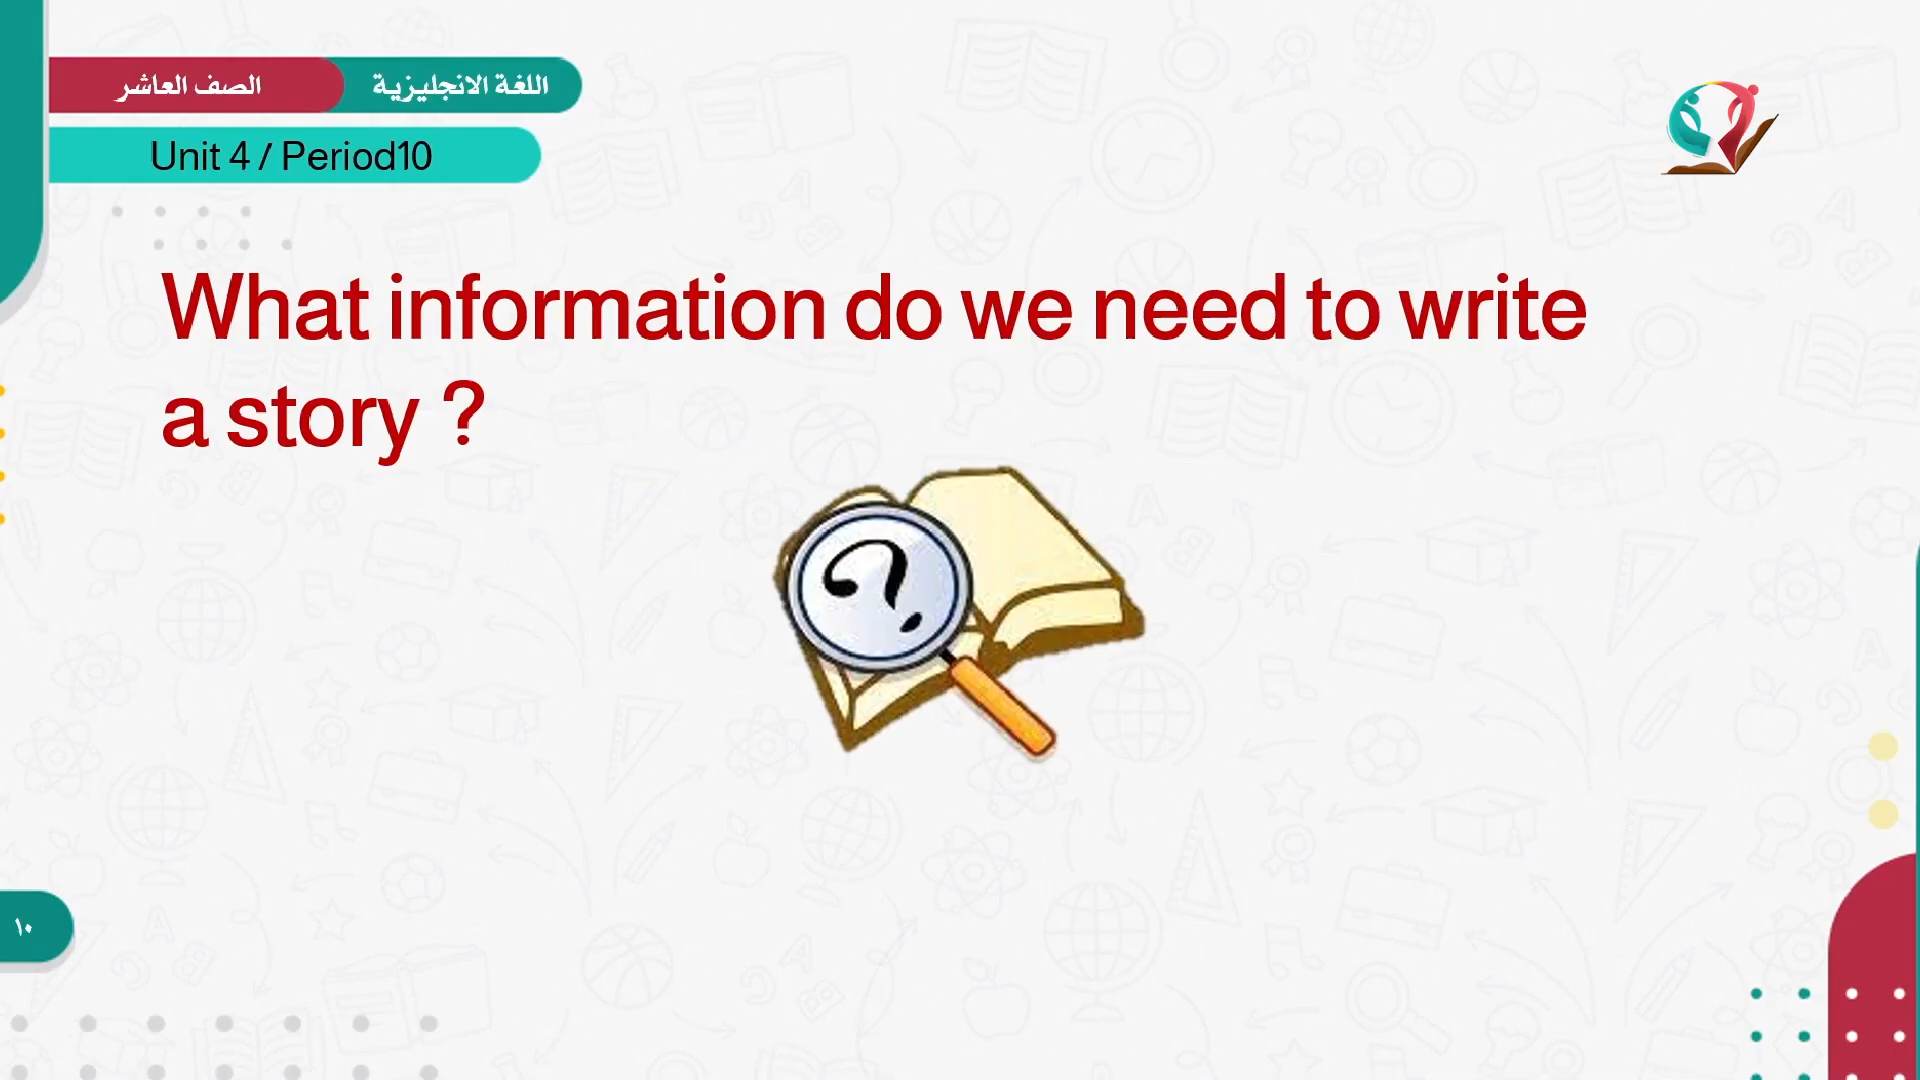 اللغة الانجليزية
الصف العاشر
Unit 4 / Period10
What information do we need to write
a story ?
?
١٠